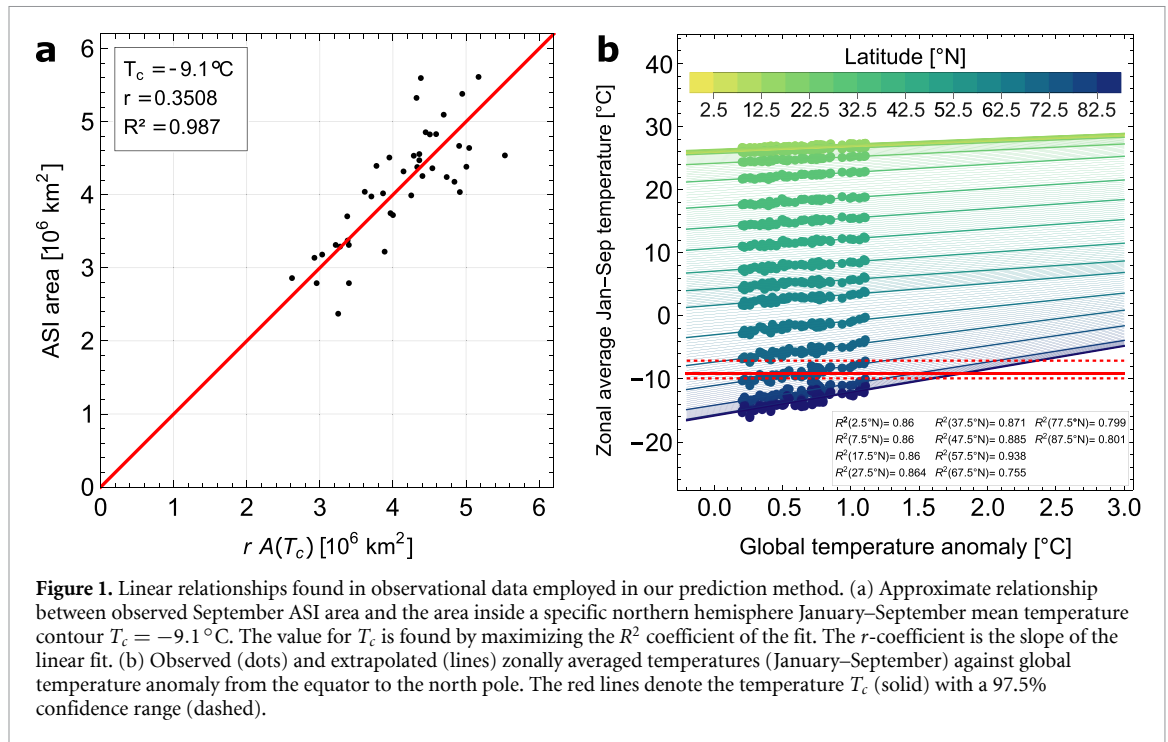 a
T_c = -9.1ºC
r = 0.3508
R² = 0.987
ASI area [10⁶ km²]
6
5
4
3
2
1
0
0 1 2 3 4 5 6
r A(T_c) [10⁶ km²]
b
Latitude [°N]
2.5 12.5 22.5 32.5 42.5 52.5 62.5 72.5 82.5
Zonal average Jan–Sep temperature [°C]
40
30
20
10
0
−10
−20
R²(2.5°N)= 0.86 R²(37.5°N)= 0.871 R²(77.5°N)= 0.799
R²(7.5°N)= 0.86 R²(47.5°N)= 0.885 R²(87.5°N)= 0.801
R²(17.5°N)= 0.86 R²(57.5°N)= 0.938
R²(27.5°N)= 0.864 R²(67.5°N)= 0.755
0.0 0.5 1.0 1.5 2.0 2.5 3.0
Global temperature anomaly [°C]
Figure 1. Linear relationships found in observational data employed in our prediction method. (a) Approximate relationship
between observed September ASI area and the area inside a specific northern hemisphere January–September mean temperature
contour T_c = −9.1 °C. The value for T_c is found by maximizing the R² coefficient of the fit. The r-coefficient is the slope of the
linear fit. (b) Observed (dots) and extrapolated (lines) zonally averaged temperatures (January–September) against global
temperature anomaly from the equator to the north pole. The red lines denote the temperature T_c (solid) with a 97.5%
confidence range (dashed).